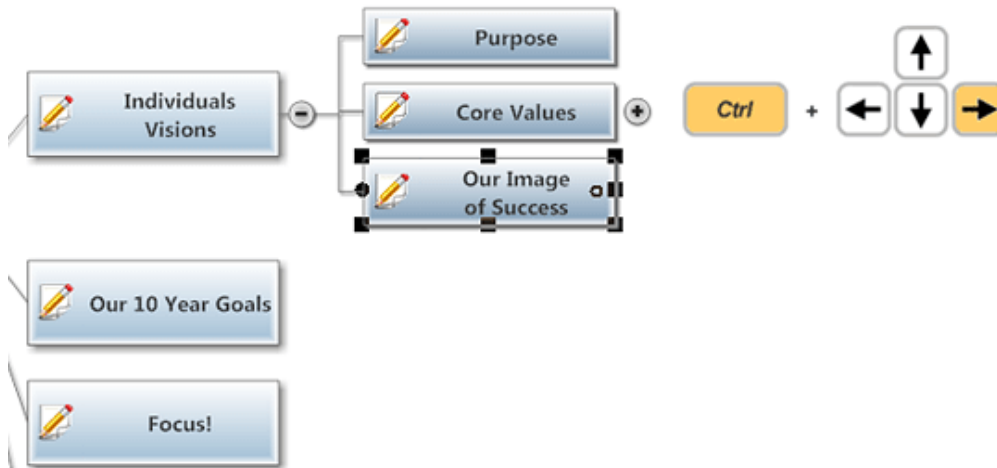 Purpose
Individuals
Visions
Core Values
Ctrl
+
Our Image
of Success
Our 10 Year Goals
Focus!